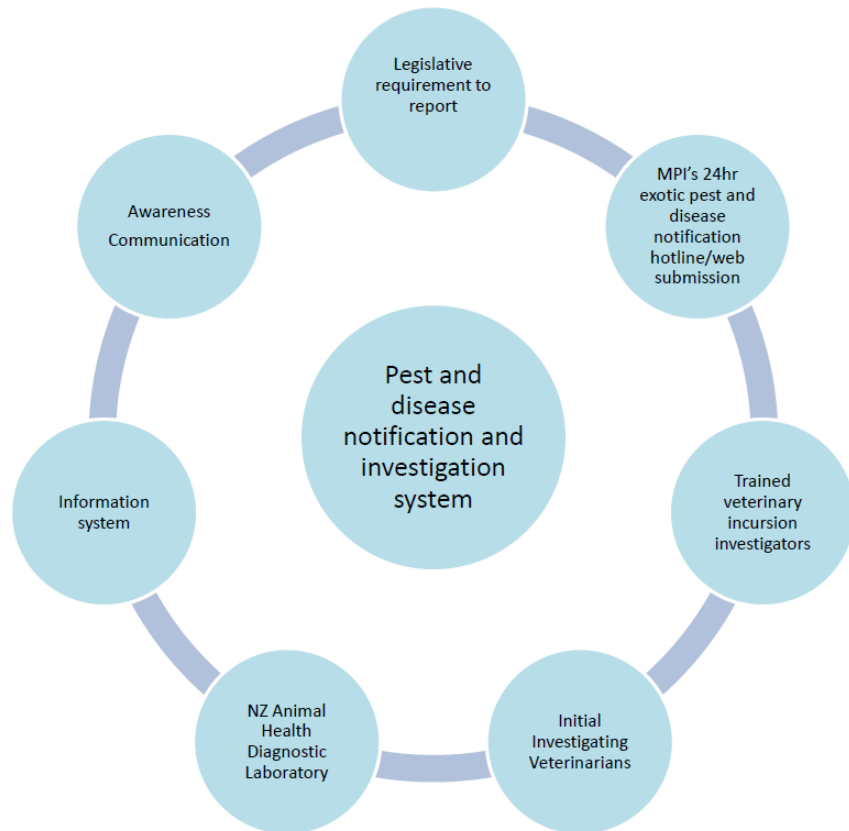 Legislative
requirement to
report
MPI's 24hr
exotic pest and
disease
notification
hotline/web
submission
Trained
veterinary
incursion
investigators
Initial
Investigating
Veterinarians
NZ Animal
Health
Diagnostic
Laboratory
Information
system
Awareness
Communication
Pest and
disease
notification and
investigation
system